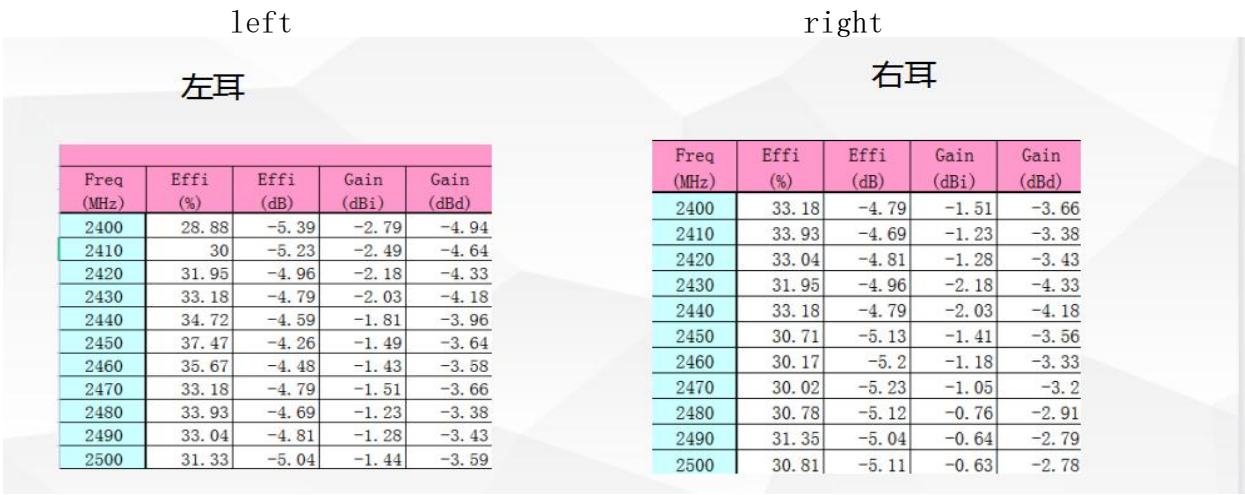 left
左耳
Freq (MHz) Effi (%) Effi (dB) Gain (dBi) Gain (dBd)
2400 28.88 -5.39 -2.79 -4.94
2410 30 -5.23 -2.49 -4.64
2420 31.95 -4.96 -2.18 -4.33
2430 33.18 -4.79 -2.03 -4.18
2440 34.72 -4.59 -1.81 -3.96
2450 37.47 -4.26 -1.49 -3.64
2460 35.67 -4.48 -1.43 -3.58
2470 33.18 -4.79 -1.51 -3.66
2480 33.93 -4.69 -1.23 -3.38
2490 33.04 -4.81 -1.28 -3.43
2500 31.33 -5.04 -1.44 -3.59
right
右耳
Freq (MHz) Effi (%) Effi (dB) Gain (dBi) Gain (dBd)
2400 33.18 -4.79 -1.51 -3.66
2410 33.93 -4.69 -1.23 -3.38
2420 33.04 -4.81 -1.28 -3.43
2430 31.95 -4.96 -2.18 -4.33
2440 33.18 -4.79 -2.03 -4.18
2450 30.71 -5.13 -1.41 -3.56
2460 30.17 -5.2 -1.18 -3.33
2470 30.02 -5.23 -1.05 -3.2
2480 30.78 -5.12 -0.76 -2.91
2490 31.35 -5.04 -0.64 -2.79
2500 30.81 -5.11 -0.63 -2.78